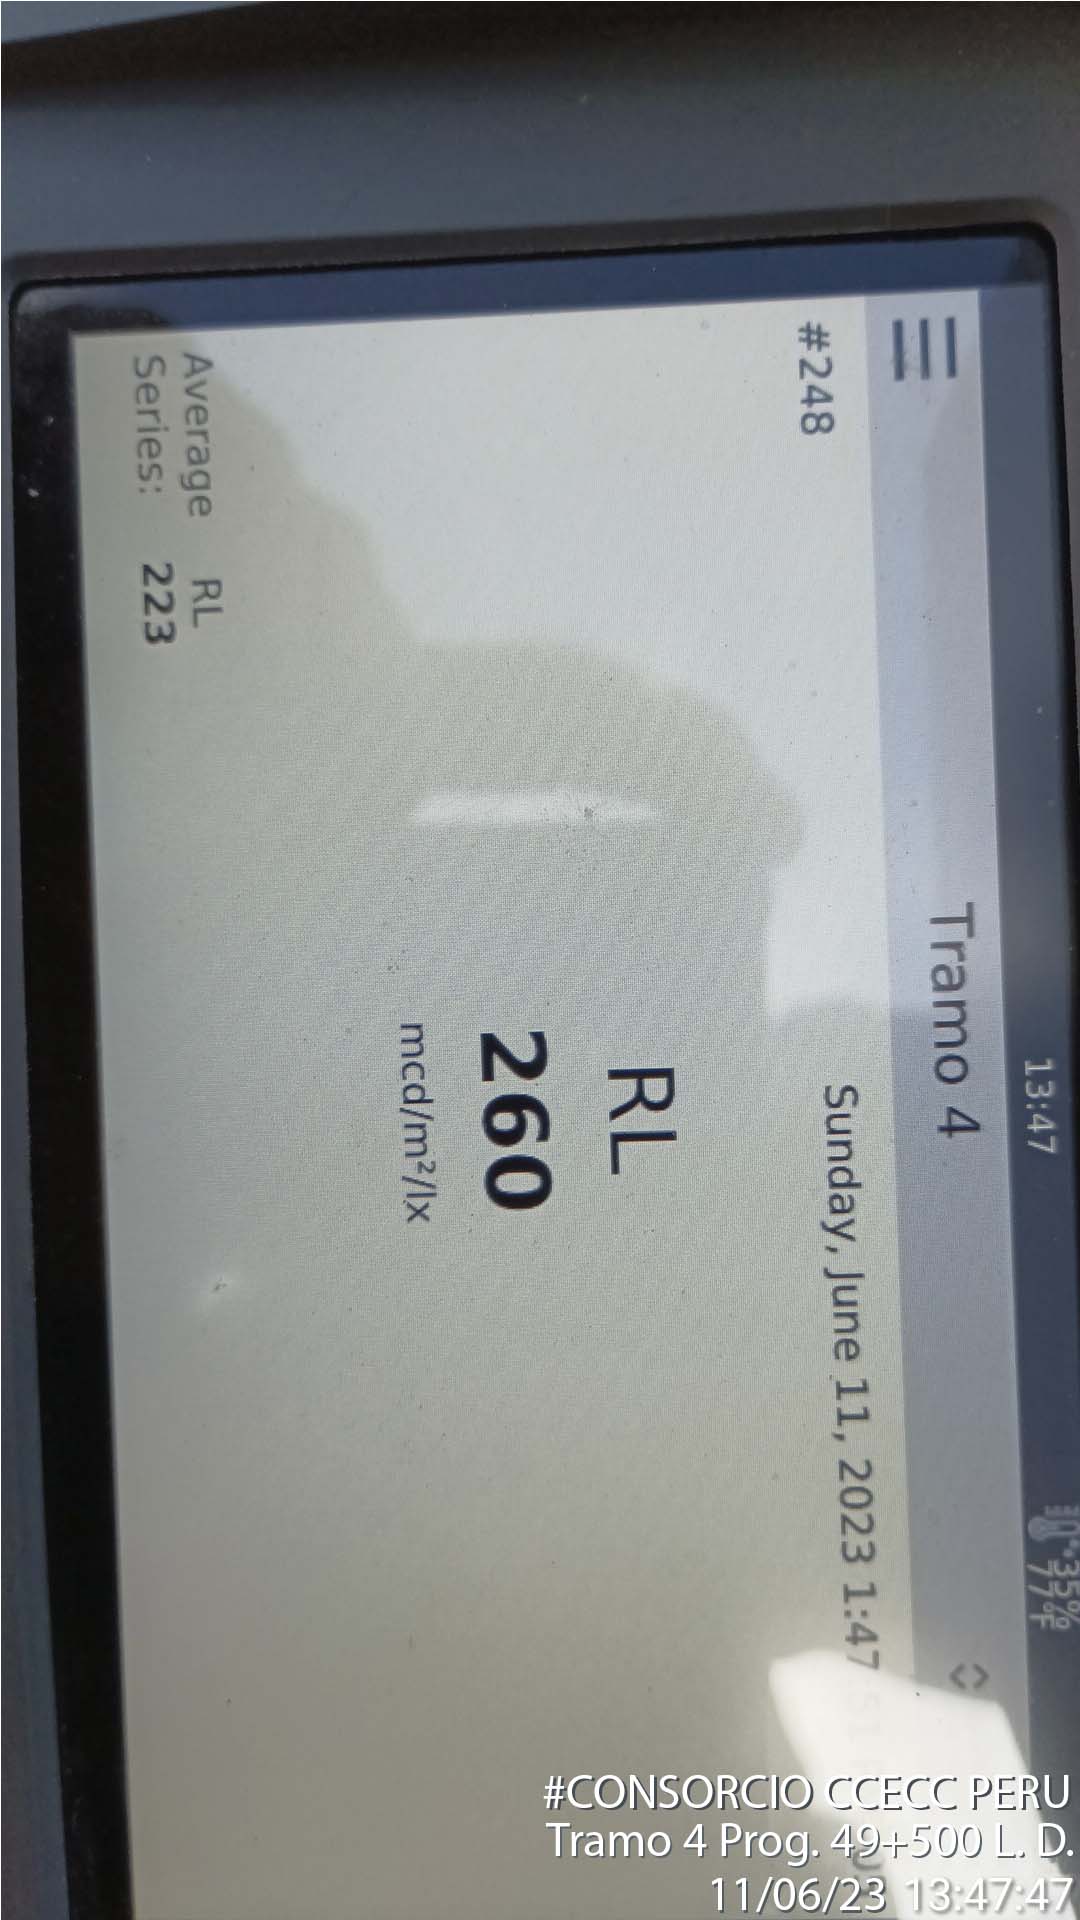 13:47
35%
77°F
Tramo 4
#248
Sunday, June 11, 2023 1:47
RL
260
mcd/m²/lx
Average RL
Series: 223
#CONSORCIO CCECC PERU
Tramo 4 Prog. 49+500 L. D.
11/06/23 13:47:47